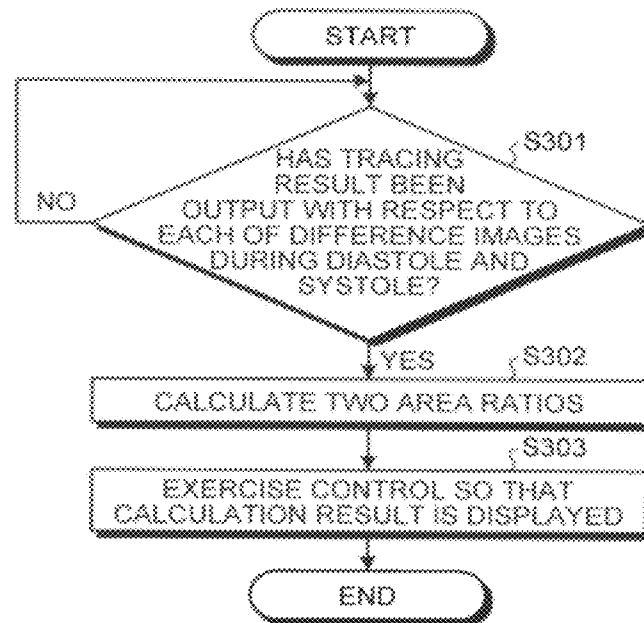 START
S301
HAS TRACING
RESULT BEEN
OUTPUT WITH RESPECT TO
EACH OF DIFFERENCE IMAGES
DURING DIASTOLE AND
SYSTOLE?
NO
YES
S302
CALCULATE TWO AREA RATIOS
S303
EXERCISE CONTROL SO THAT
CALCULATION RESULT IS DISPLAYED
END